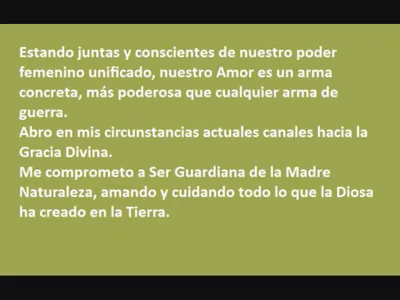 Estando juntas y conscientes de nuestro poder
femenino unificado, nuestro Amor es un arma
concreta, más poderosa que cualquier arma de
guerra.
Abro en mis circunstancias actuales canales hacia la
Gracia Divina.
Me comprometo a Ser Guardiana de la Madre
Naturaleza, amando y cuidando todo lo que la Diosa
ha creado en la Tierra.